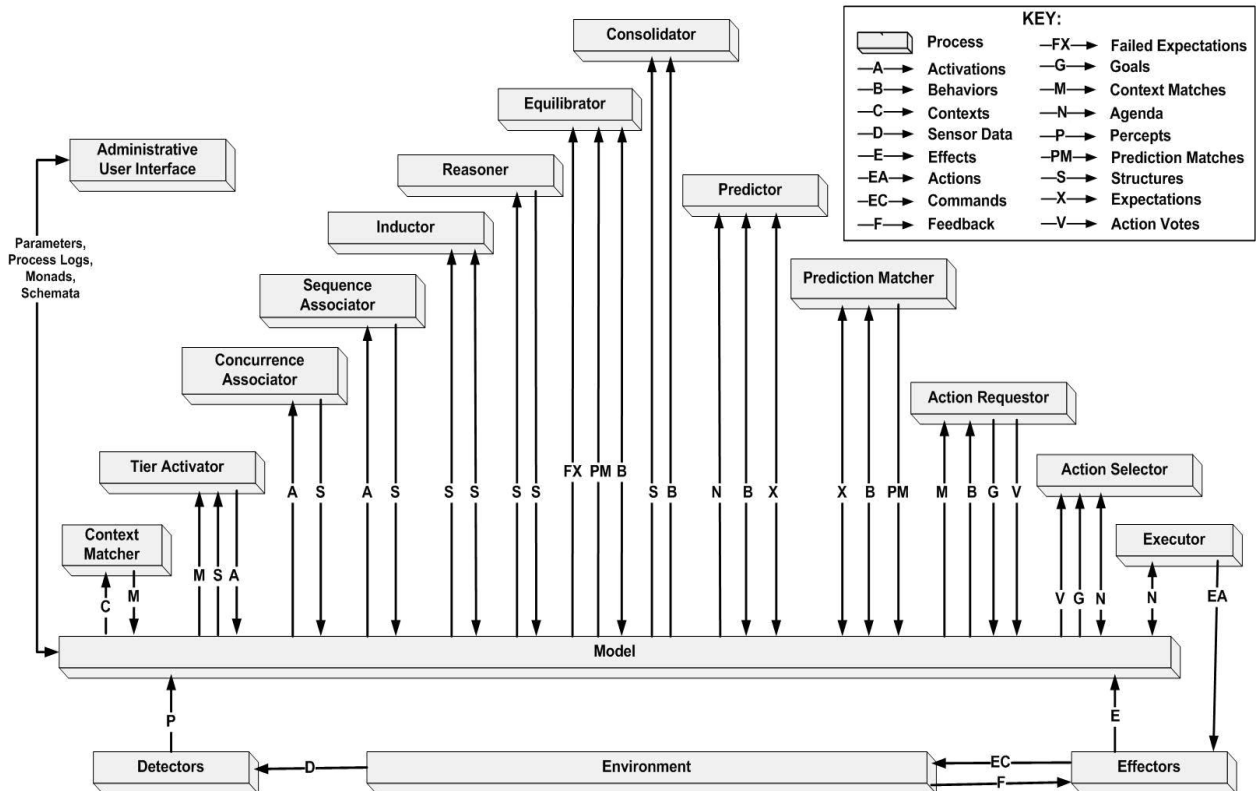 Consolidator
KEY:
Process
A Activations
B Behaviors
C Contexts
D Sensor Data
E Effects
EA Actions
EC Commands
F Feedback
FX Failed Expectations
G Goals
M Context Matches
N Agenda
P Percepts
PM Prediction Matches
S Structures
X Expectations
V Action Votes
Equilibrator
Administrative
User Interface
Reasoner
Predictor
Inductor
Parameters,
Process Logs,
Monads,
Schemata
Sequence
Associator
Prediction Matcher
Concurrence
Associator
Action Requestor
Tier Activator
Action Selector
Context
Matcher
Executor
C
M
M S A
A S
A S
S S
S S
FX PM B
S B
N B X
X B PM
M B G V
V G N
N
EA
Model
P
E
Detectors
D
Environment
EC
F
Effectors